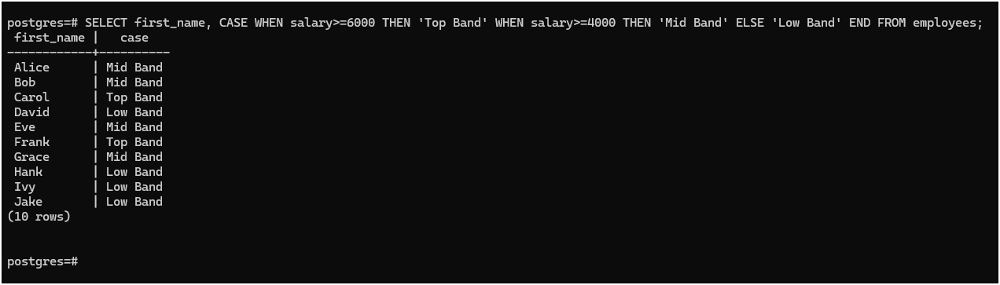 postgres=# SELECT first_name, CASE WHEN salary>=6000 THEN 'Top Band' WHEN salary>=4000 THEN 'Mid Band' ELSE 'Low Band' END FROM employees;
 first_name |   case
------------+----------
 Alice      | Mid Band
 Bob        | Mid Band
 Carol      | Top Band
 David      | Low Band
 Eve        | Mid Band
 Frank      | Top Band
 Grace      | Mid Band
 Hank       | Low Band
 Ivy        | Low Band
 Jake       | Low Band
(10 rows)
postgres=#